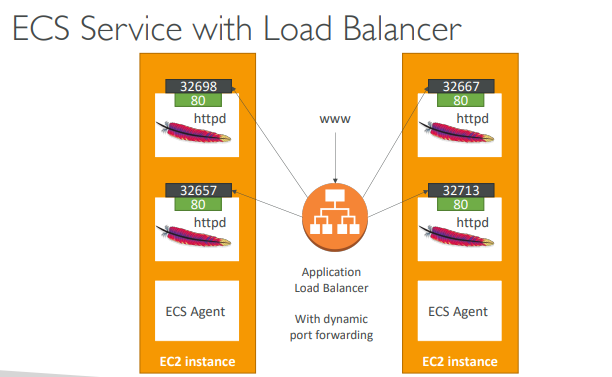 ECS Service with Load Balancer
32698
80
httpd
32657
80
httpd
ECS Agent
EC2 instance
www
Application
Load Balancer
With dynamic
port forwarding
32667
80
httpd
32713
80
httpd
ECS Agent
EC2 instance